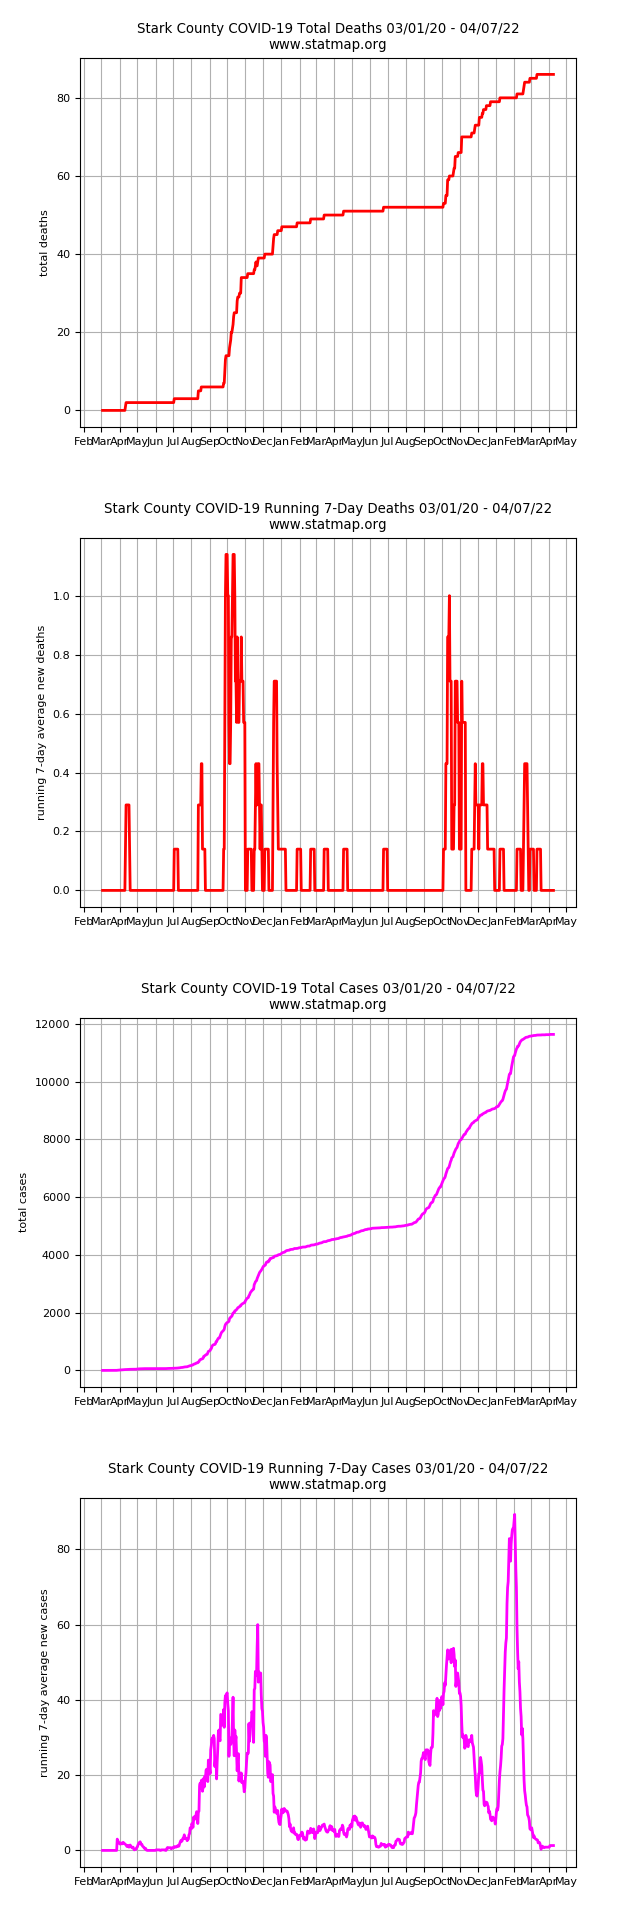 Stark County COVID-19 Total Deaths 03/01/20 - 04/07/22
www.statmap.org
80
60
40
20
0
total deaths
Feb Mar Apr May Jun Jul Aug Sep Oct Nov Dec Jan Feb Mar Apr May Jun Jul Aug Sep Oct Nov Dec Jan Feb Mar Apr May
Stark County COVID-19 Running 7-Day Deaths 03/01/20 - 04/07/22
www.statmap.org
1.0
0.8
0.6
0.4
0.2
0.0
running 7-day average new deaths
Feb Mar Apr May Jun Jul Aug Sep Oct Nov Dec Jan Feb Mar Apr May Jun Jul Aug Sep Oct Nov Dec Jan Feb Mar Apr May
Stark County COVID-19 Total Cases 03/01/20 - 04/07/22
www.statmap.org
12000
10000
8000
6000
4000
2000
0
total cases
Feb Mar Apr May Jun Jul Aug Sep Oct Nov Dec Jan Feb Mar Apr May Jun Jul Aug Sep Oct Nov Dec Jan Feb Mar Apr May
Stark County COVID-19 Running 7-Day Cases 03/01/20 - 04/07/22
www.statmap.org
80
60
40
20
0
running 7-day average new cases
Feb Mar Apr May Jun Jul Aug Sep Oct Nov Dec Jan Feb Mar Apr May Jun Jul Aug Sep Oct Nov Dec Jan Feb Mar Apr May